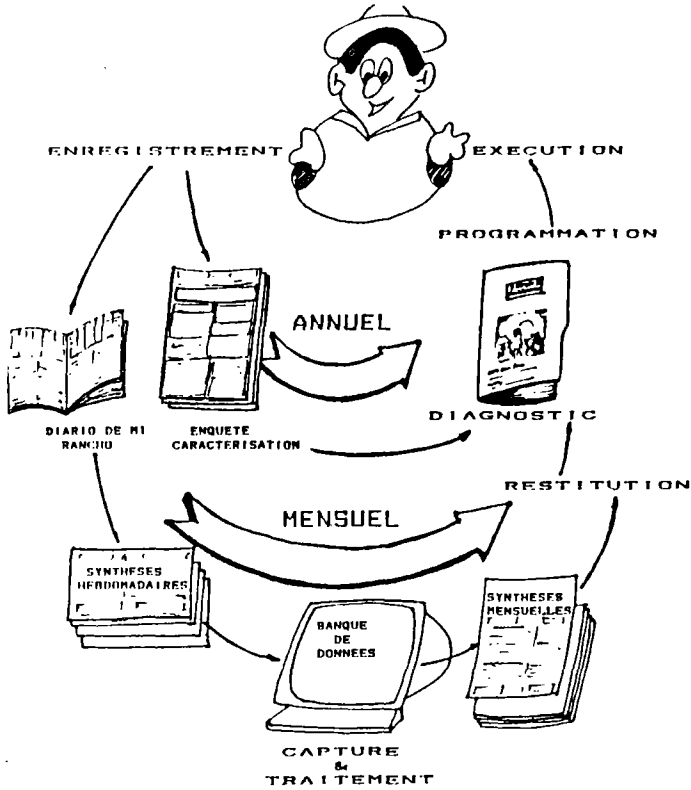 ENREGISTREMENT
EXECUTION
PROGRAMMATION
ANNUEL
DIAGNOSTIC
DIARIO DE MI
RANCHO
ENQUETE
CARACTERISATION
RESTITUTION
MENSUEL
SYNTHESES
HEBDOMADAIRES
BANQUE
DE
DONNEES
SYNTHESES
MENSUELLES
CAPTURE
&
TRAITEMENT